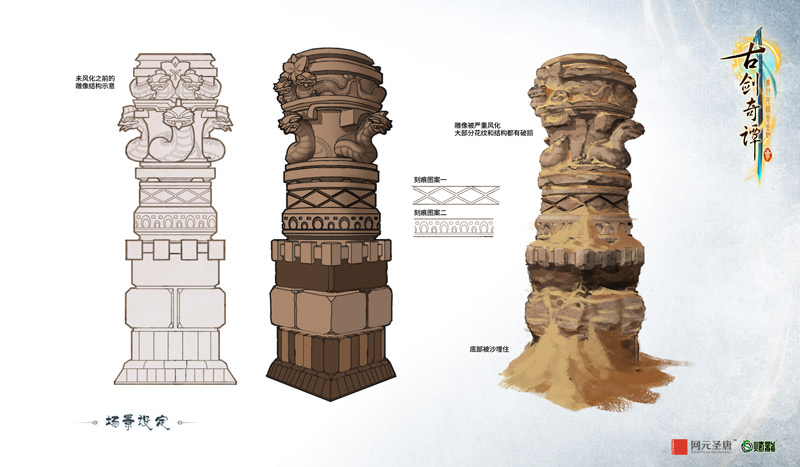 未风化之前的
雕像结构示意
雕像被严重风化
大部分花纹和结构都有破损
刻痕图案一
刻痕图案二
底部被沙埋住
场景设定
古剑奇谭
网元圣唐